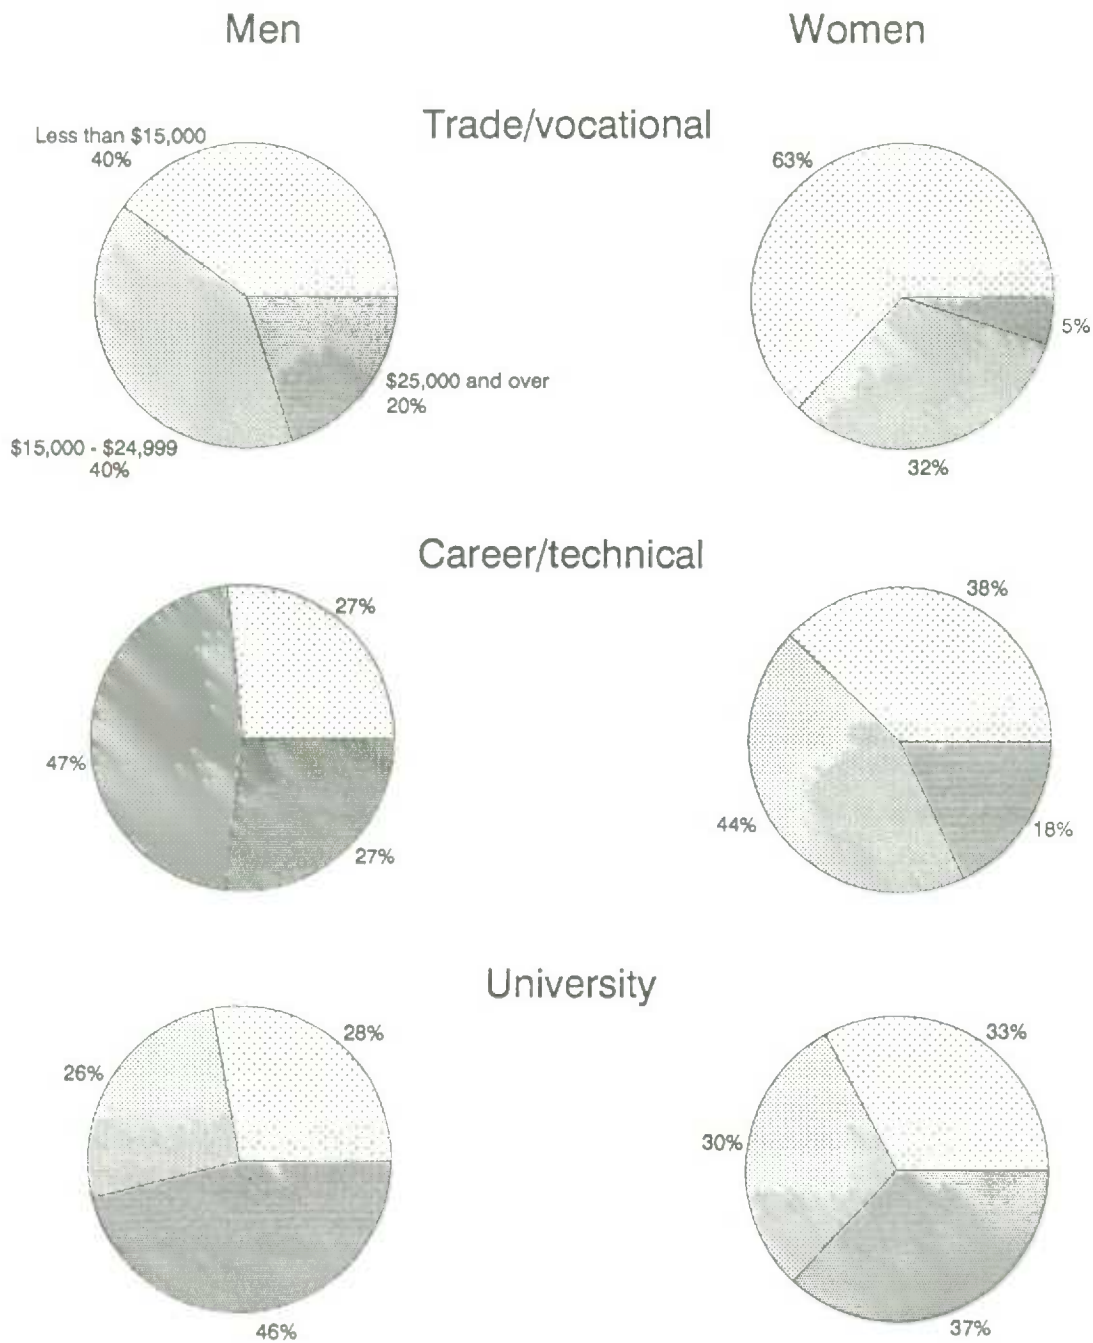 Men
Women
Trade/vocational
Less than $15,000
40%
$25,000 and over
20%
$15,000 - $24,999
40%
63%
5%
32%
Career/technical
27%
47%
27%
38%
44%
18%
University
28%
26%
46%
33%
30%
37%